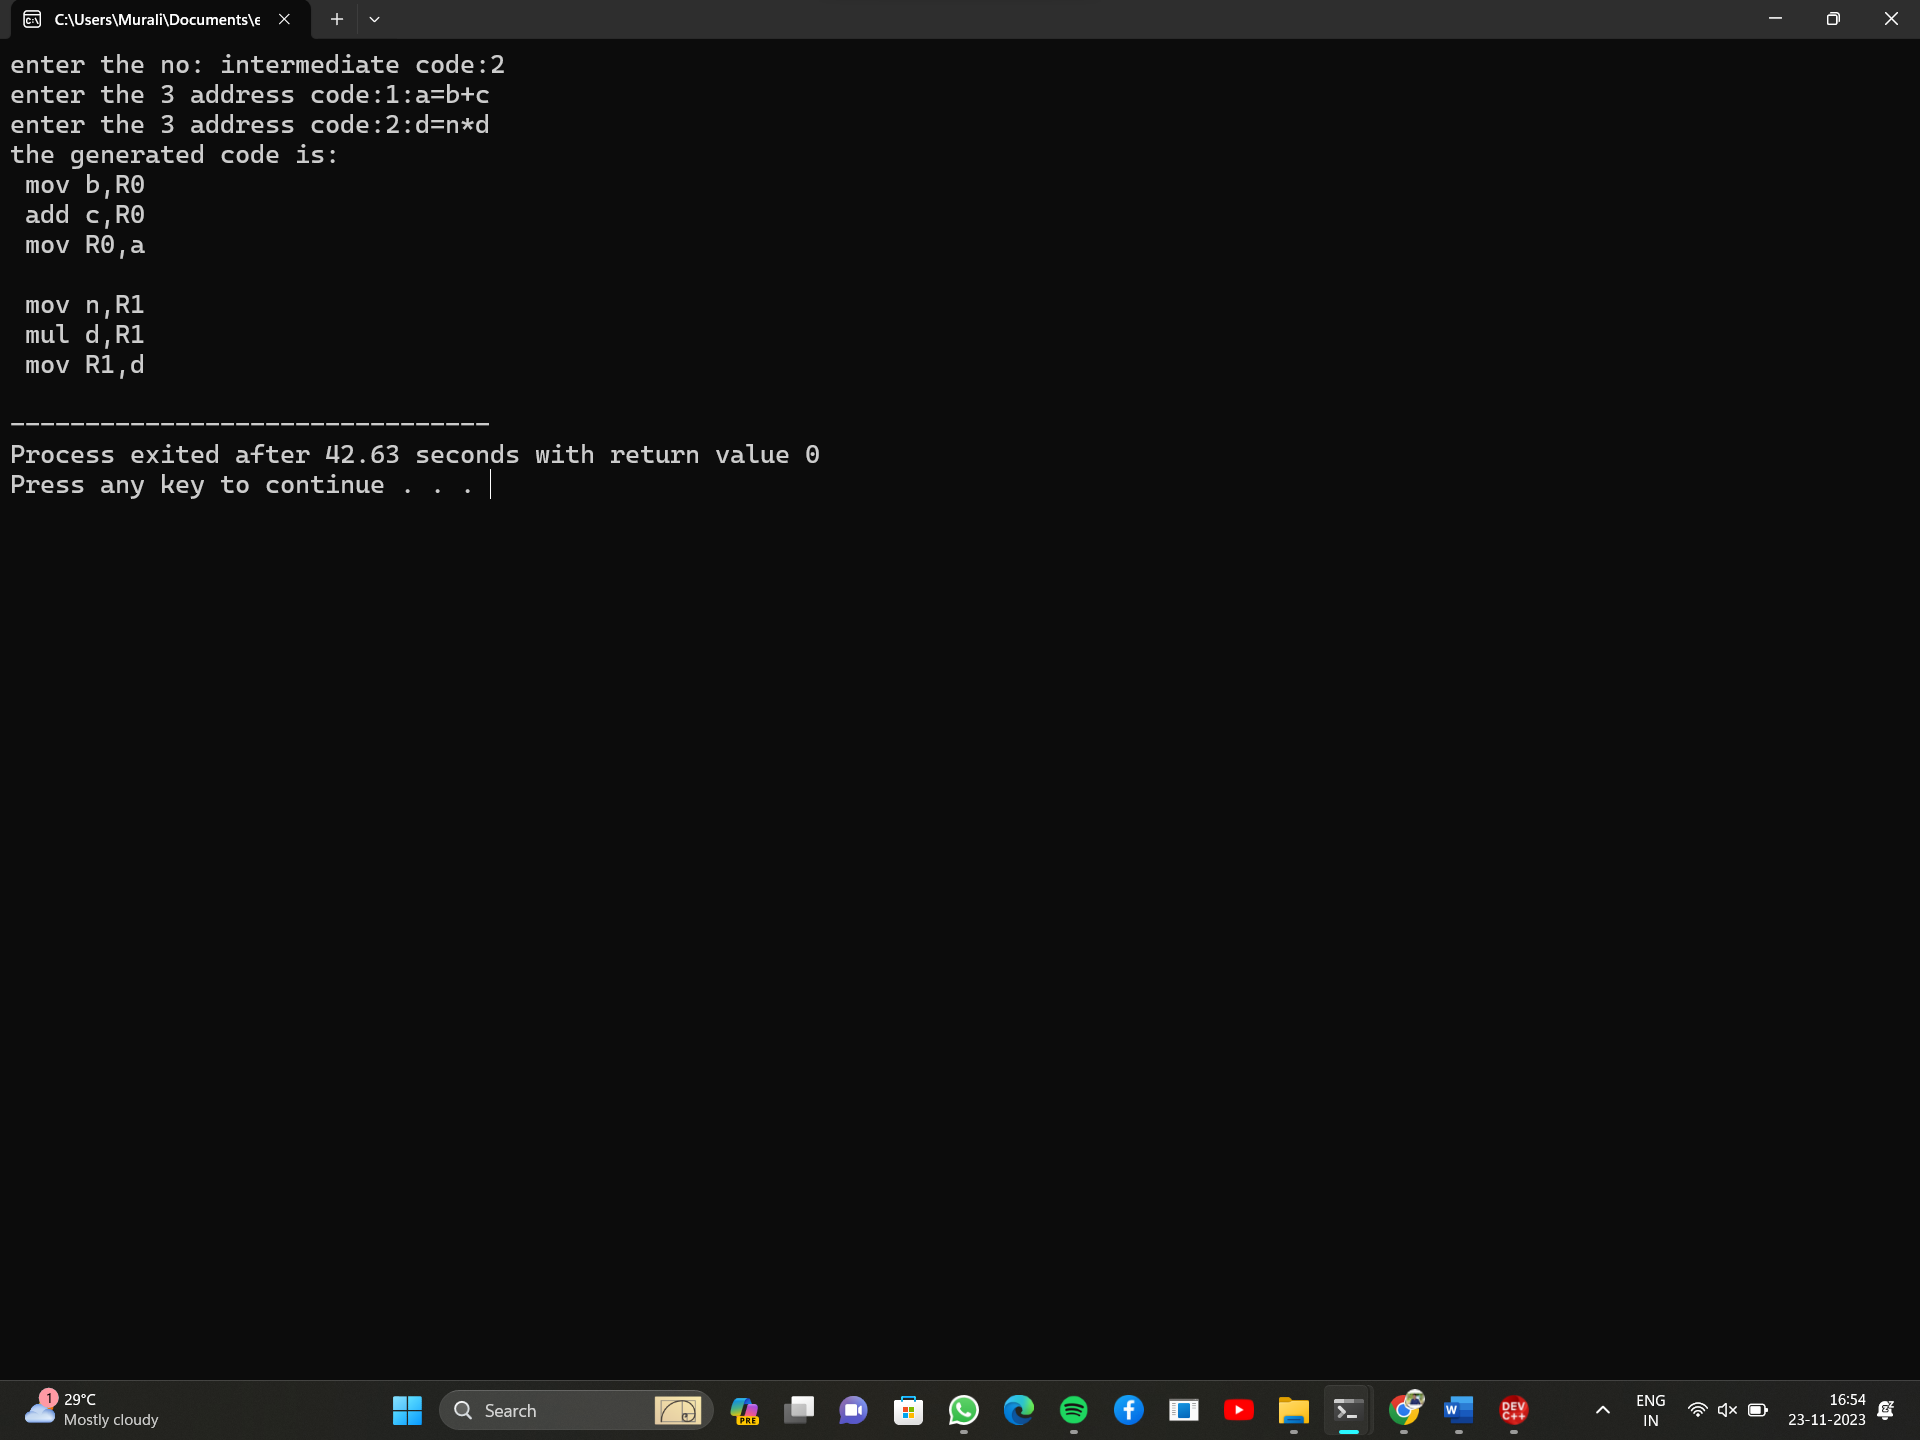 C:\Users\Murali\Documents\e
enter the no: intermediate code:2
enter the 3 address code:1:a=b+c
enter the 3 address code:2:d=n*d
the generated code is:
mov b,R0
add c,R0
mov R0,a
mov n,R1
mul d,R1
mov R1,d
--------------------------------
Process exited after 42.63 seconds with return value 0
Press any key to continue . . .
1
29°C
Mostly cloudy
Search
PRE
W
DEV
C++
ENG
IN
16:54
23-11-2023